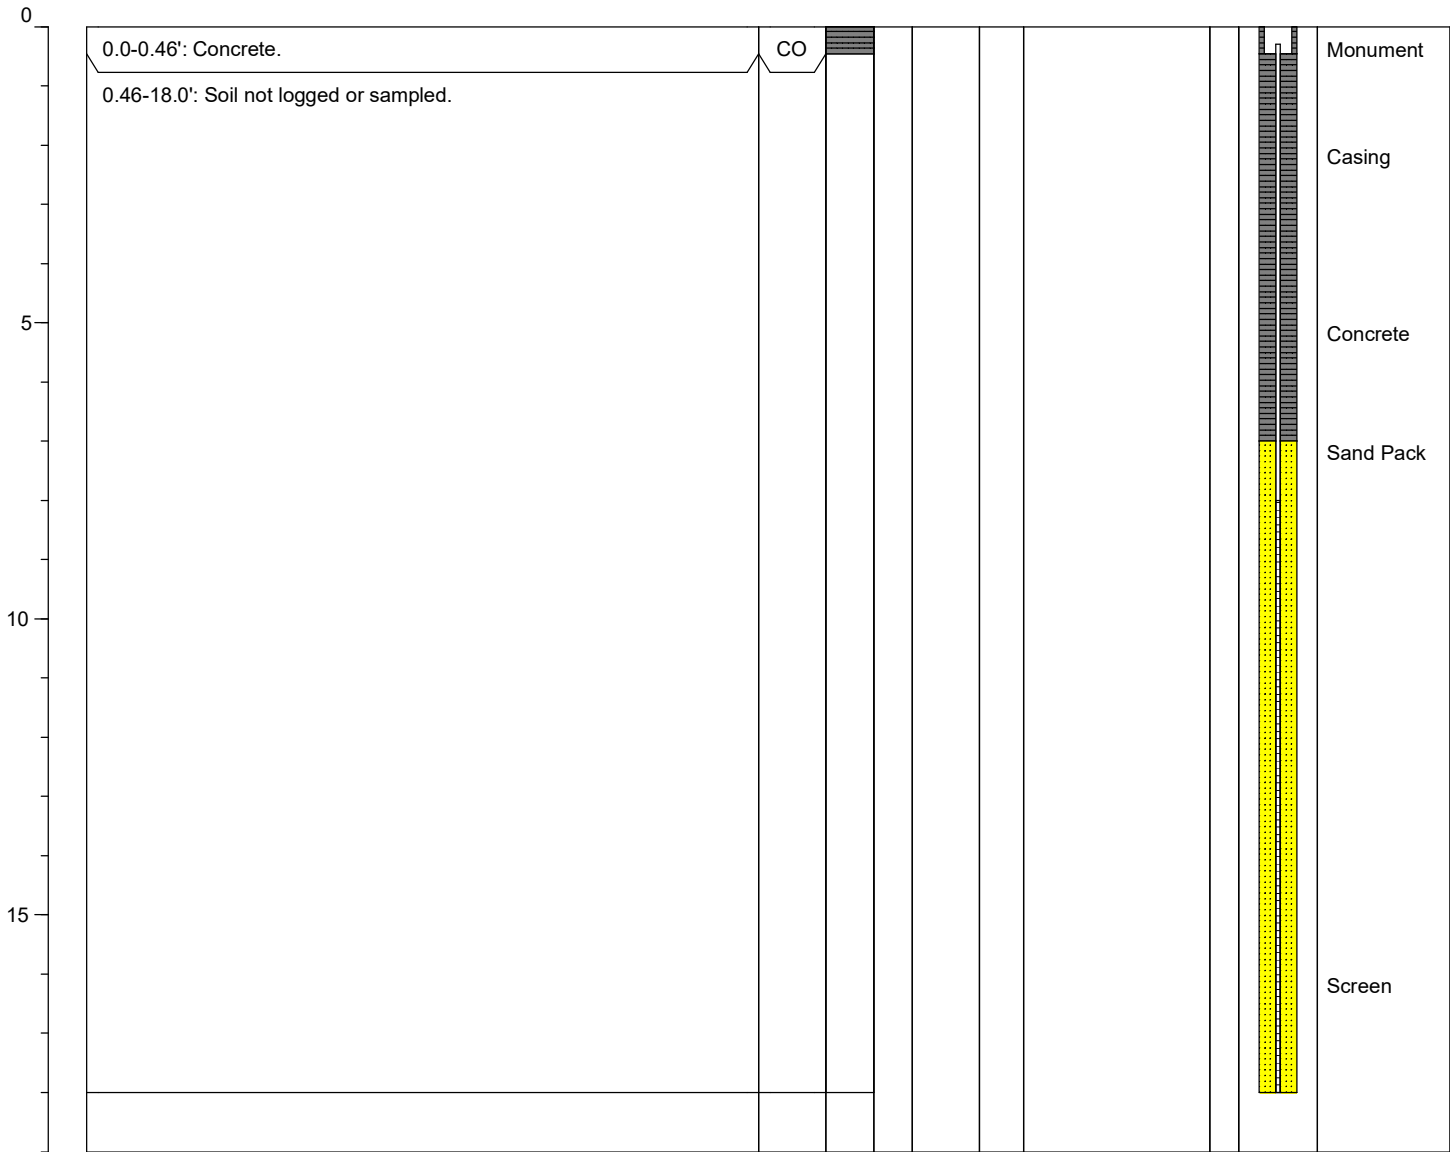 0
0.0-0.46': Concrete.
CO
Monument
0.46-18.0': Soil not logged or sampled.
Casing
5
Concrete
Sand Pack
10
15
Screen